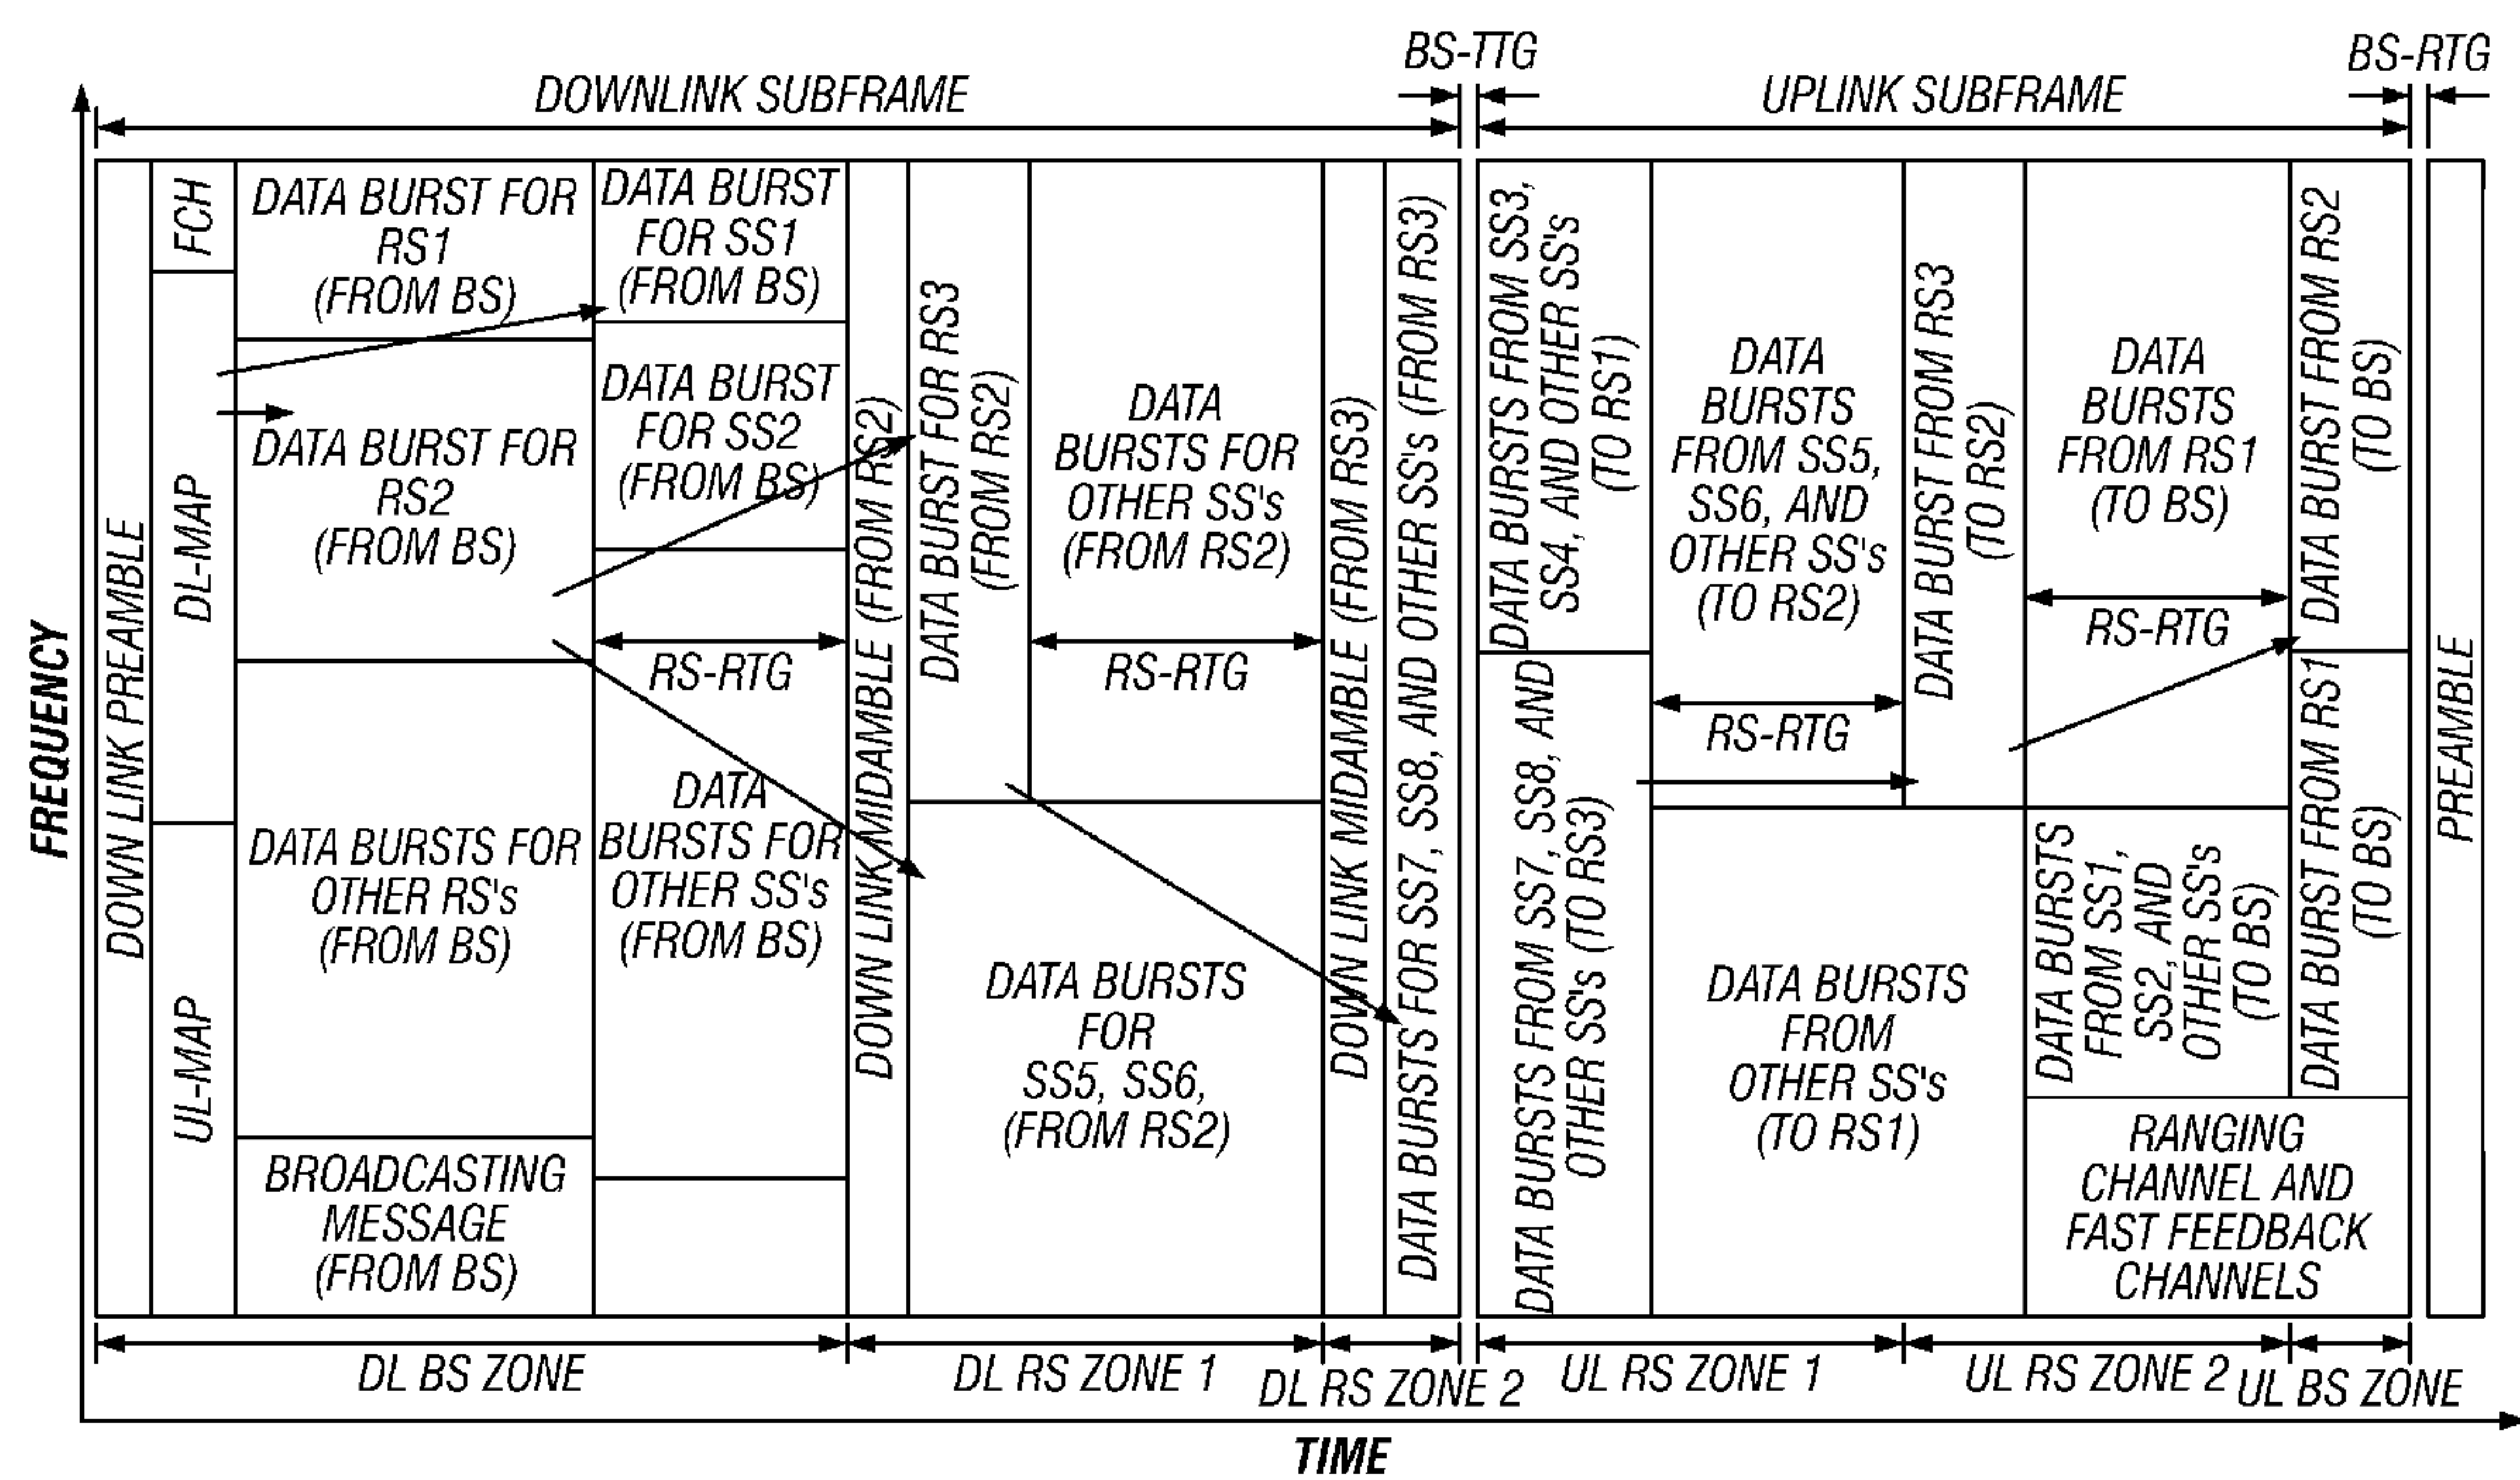 BS-TTG
BS-RTG
DOWNLINK SUBFRAME
UPLINK SUBFRAME
FREQUENCY
DOWN LINK PREAMBLE
FCH
DL-MAP
UL-MAP
DATA BURST FOR
RS1
(FROM BS)
DATA BURST FOR
RS2
(FROM BS)
DATA BURSTS FOR
OTHER RS's
(FROM BS)
BROADCASTING
MESSAGE
(FROM BS)
DATA BURST
FOR SS1
(FROM BS)
DATA BURST
FOR SS2
(FROM BS)
RS-RTG
DATA
BURSTS FOR
OTHER SS's
(FROM BS)
DOWN LINK MIDAMBLE (FROM RS2)
DATA BURST FOR RS3
(FROM RS2)
DATA
BURSTS FOR
OTHER SS's
(FROM RS2)
RS-RTG
DATA BURSTS
FOR
SS5, SS6,
(FROM RS2)
DOWN LINK MIDAMBLE (FROM RS3)
DATA BURSTS FOR SS7, SS8, AND OTHER SS's (FROM RS3)
DATA BURSTS FROM SS3,
SS4, AND OTHER SS's
(TO RS1)
DATA BURSTS FROM SS7, SS8, AND
OTHER SS's (TO RS3)
DATA
BURSTS
FROM SS5,
SS6, AND
OTHER SS's
(TO RS2)
RS-RTG
DATA BURSTS
FROM
OTHER SS's
(TO RS1)
DATA BURST FROM RS3
(TO RS2)
DATA
BURSTS
FROM RS1
(TO BS)
RS-RTG
DATA BURSTS
FROM SS1,
SS2, AND
OTHER SS's
(TO BS)
DATA BURST FROM RS2
(TO BS)
DATA BURST FROM RS1
(TO BS)
RANGING
CHANNEL AND
FAST FEEDBACK
CHANNELS
PREAMBLE
DL BS ZONE
DL RS ZONE 1
DL RS ZONE 2
UL RS ZONE 1
UL RS ZONE 2
UL BS ZONE
TIME